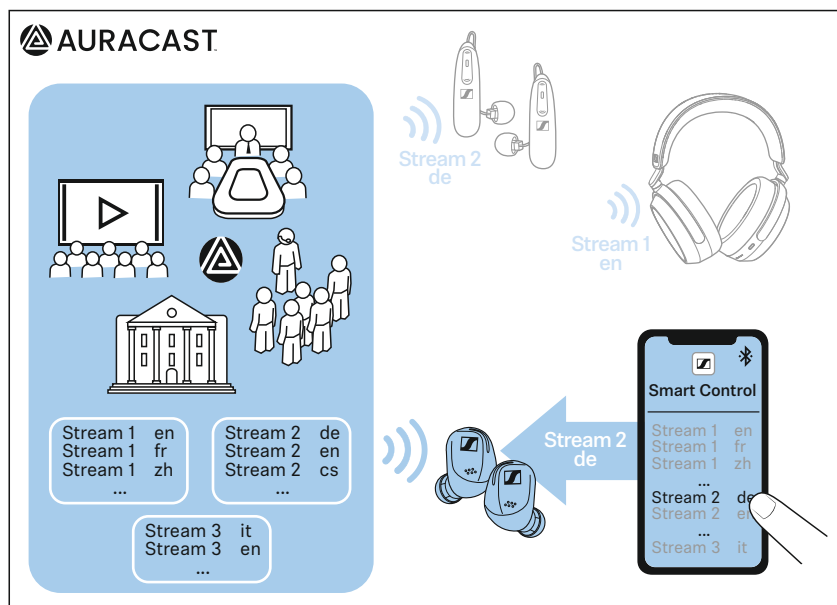 AURACAST
Stream 2
de
Stream 1
en
Stream 1 en
Stream 1 fr
Stream 1 zh
...
Stream 2 de
Stream 2 en
Stream 2 cs
...
Stream 3 it
Stream 3 en
...
Stream 2
de
Smart Control
Stream 1 en
Stream 1 fr
Stream 1 zh
...
Stream 2 de
Stream 2 en
...
Stream 3 it